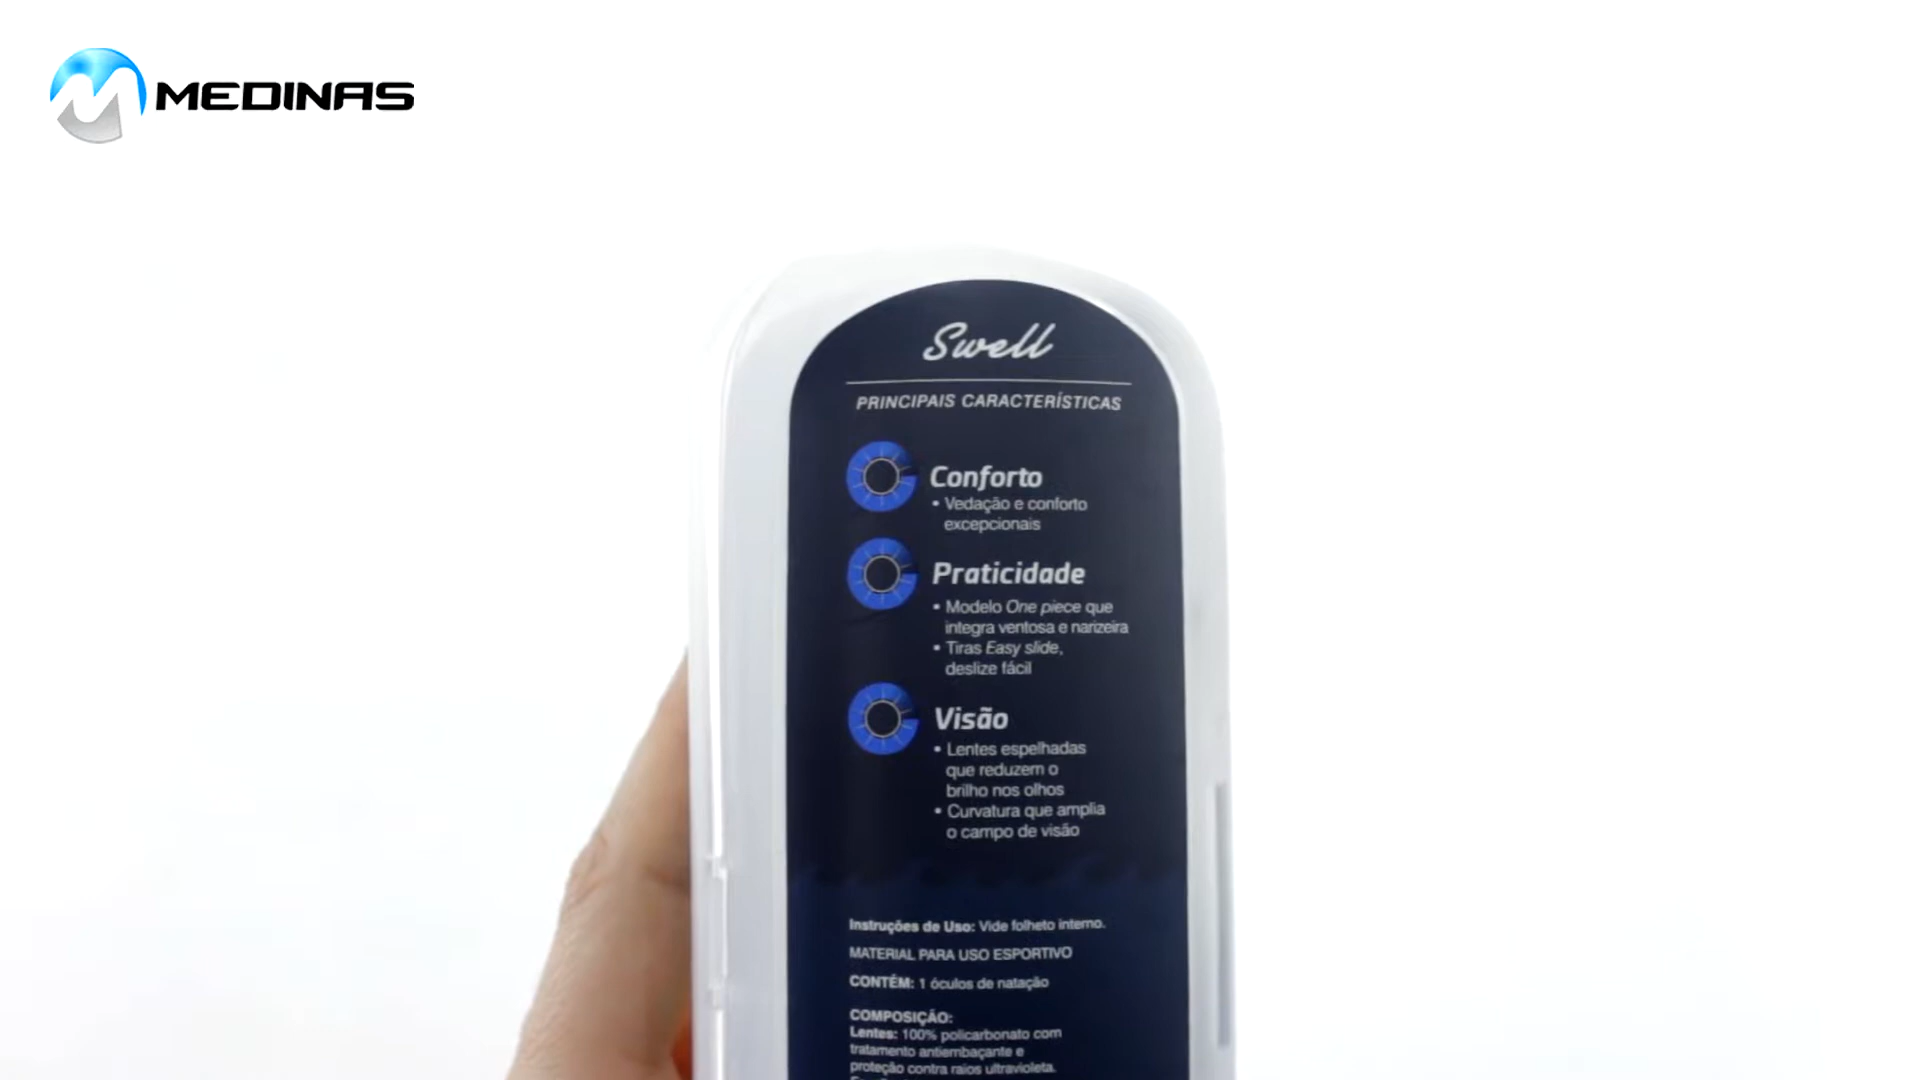 MEDINAS
Swell
PRINCIPAIS CARACTERÍSTICAS
Conforto
• Vedação e conforto
excepcionais
Praticidade
• Modelo One piece que
integra ventosa e narizeira
• Tiras Easy slide,
deslize fácil
Visão
• Lentes espelhadas
que reduzem o
brilho nos olhos
• Curvatura que amplia
o campo de visão
Instruções de Uso: Vide folheto interno.
MATERIAL PARA USO ESPORTIVO
CONTÉM: 1 óculos de natação
COMPOSIÇÃO:
Lentes: 100% policarbonato com
tratamento antiembaçante e
proteção contra raios ultravioleta.